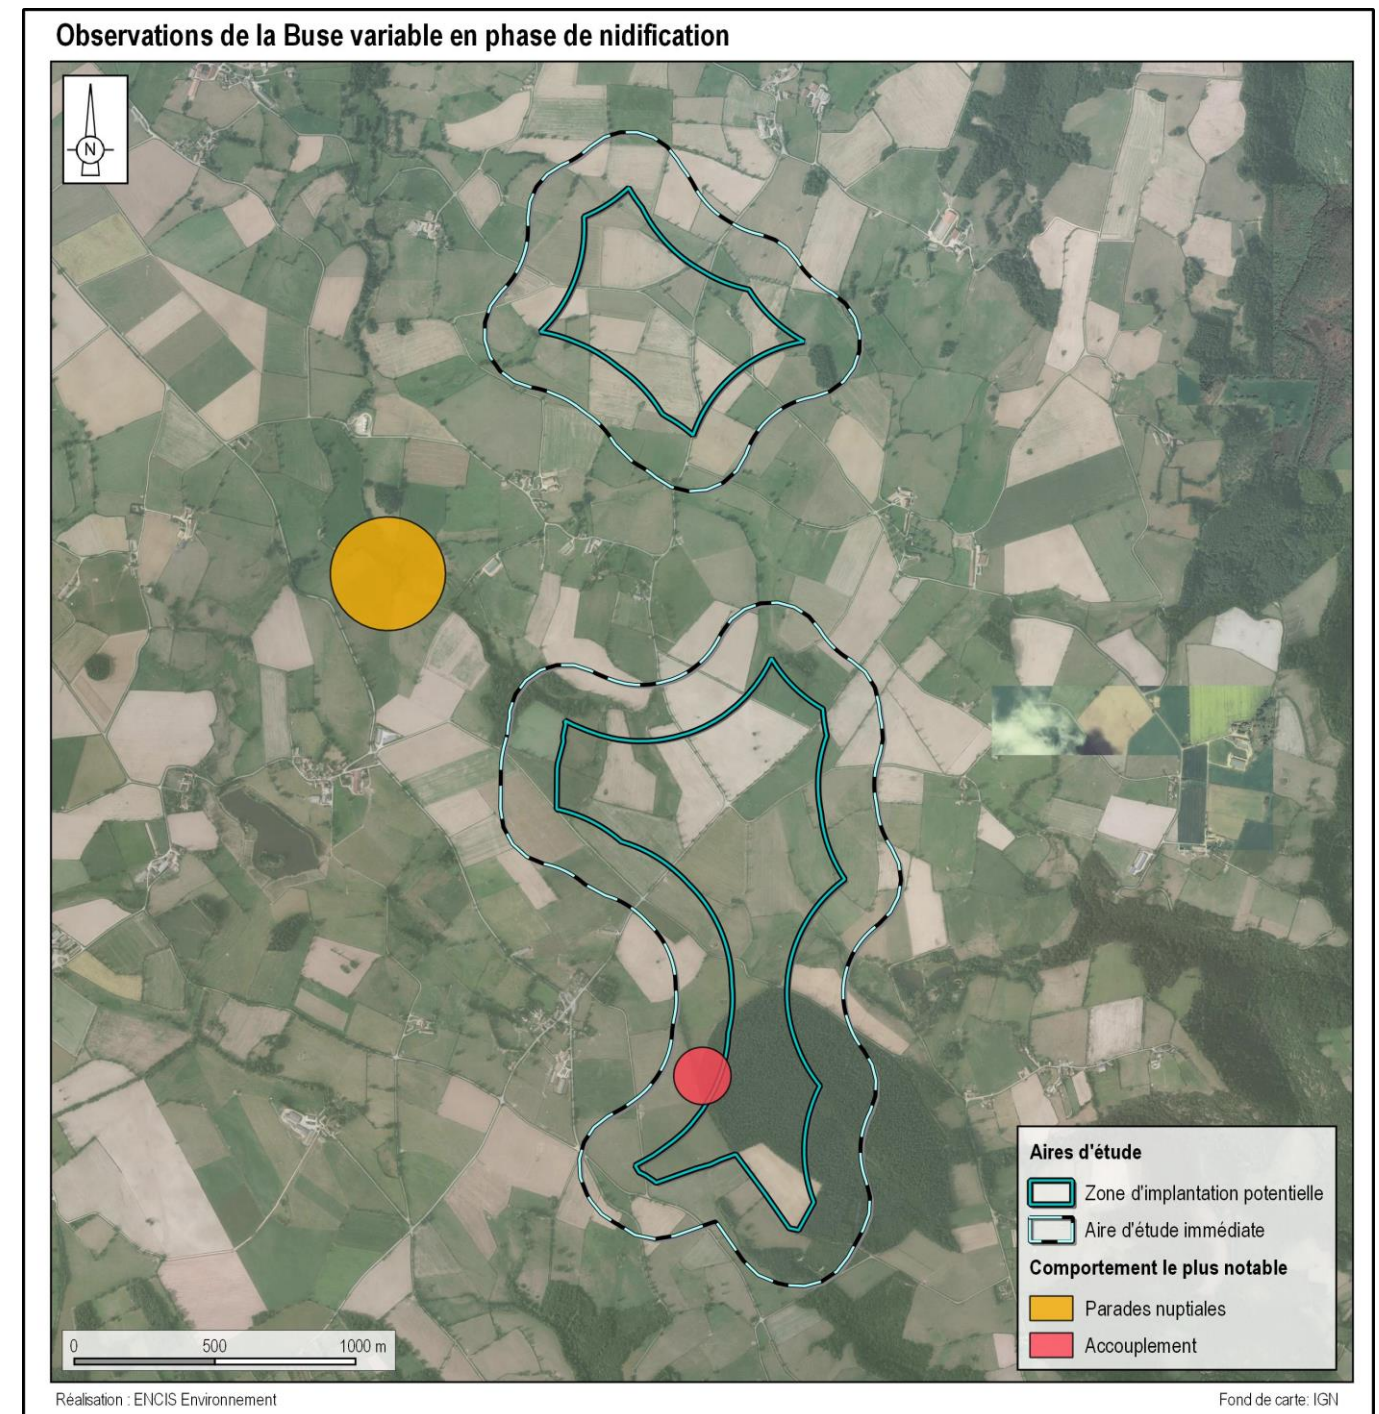 Observations de la Buse variable en phase de nidification
N
Aires d'étude
Zone d'implantation potentielle
Aire d'étude immédiate
Comportement le plus notable
Parades nuptiales
Accouplement
0 500 1000 m
Réalisation : ENCIS Environnement
Fond de carte: IGN